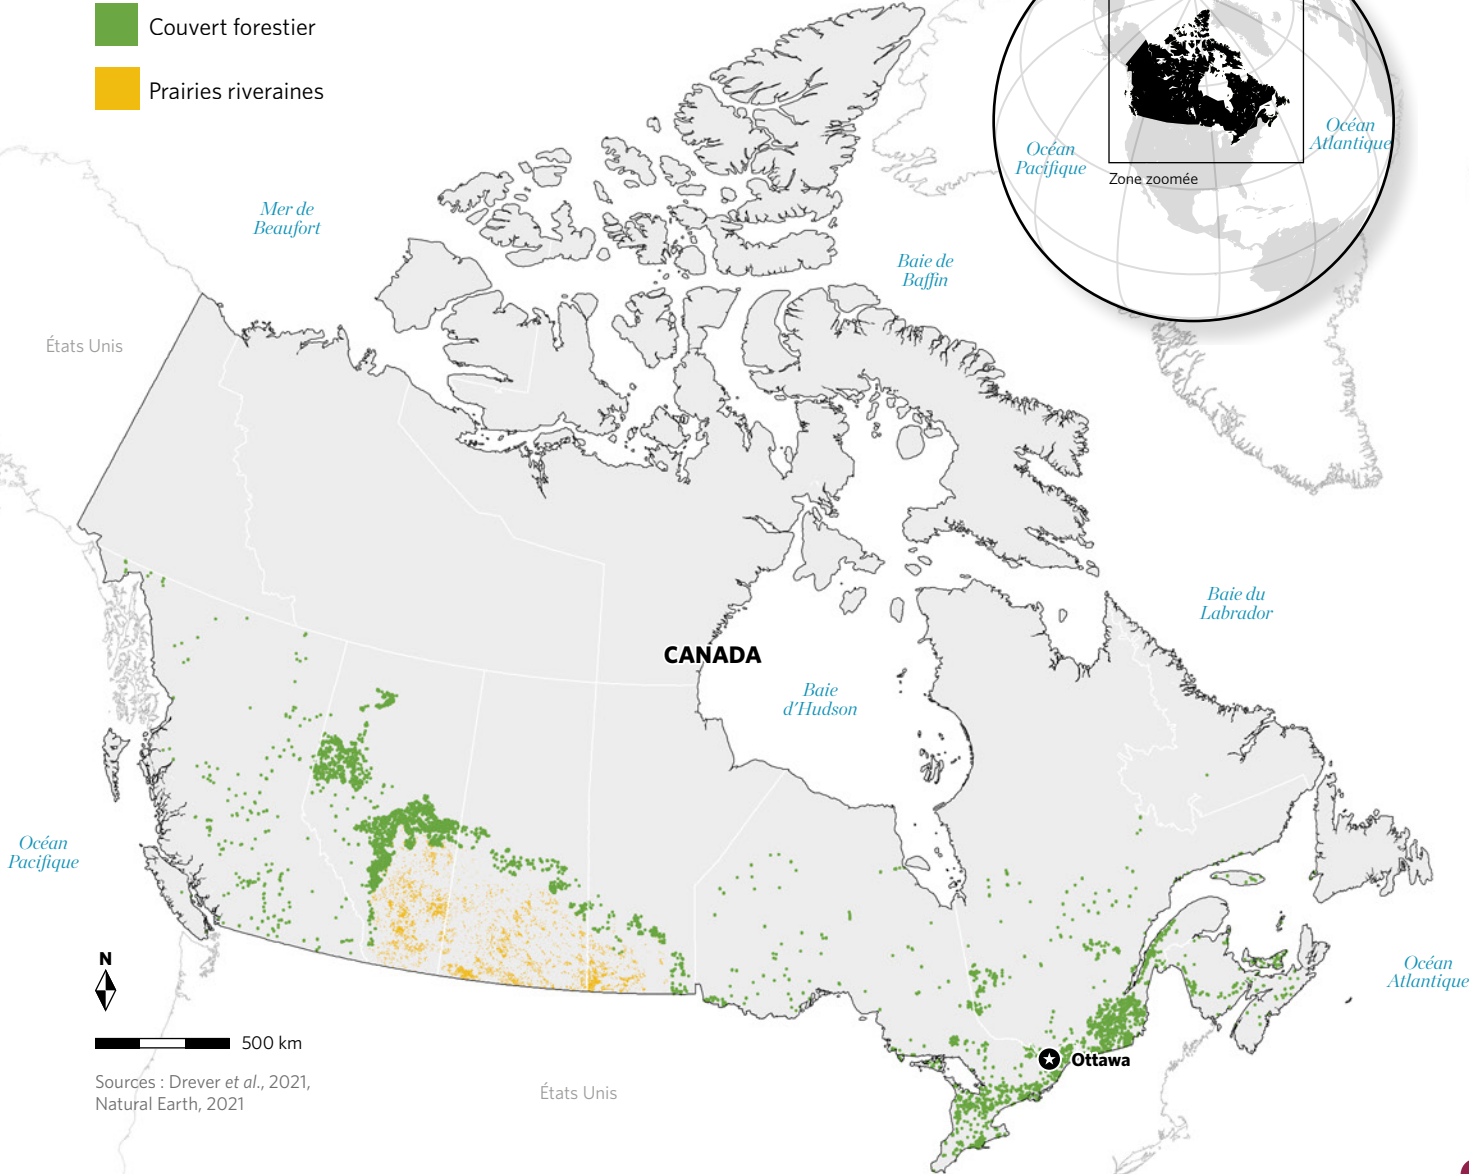 Couvert forestier
Prairies riveraines
Océan
Pacifique
Océan
Atlantique
Zone zoomée
Mer de
Beaufort
Baie de
Baffin
États Unis
Baie du
Labrador
CANADA
Baie
d'Hudson
Océan
Pacifique
N
Océan
Atlantique
500 km
Ottawa
Sources : Drever et al., 2021,
Natural Earth, 2021
États Unis